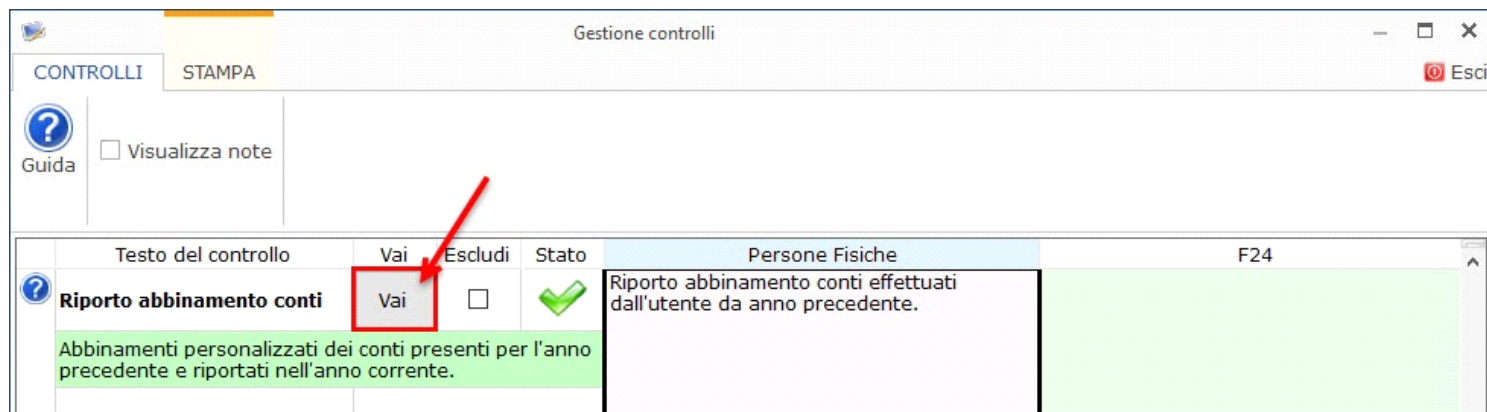 Gestione controlli
CONTROLLI STAMPA Esci
Guida
Visualizza note
Testo del controllo Vai Escludi Stato Persone Fisiche F24
Riporto abbinamento conti Vai
Riporto abbinamento conti effettuati
dall'utente da anno precedente.
Abbinamenti personalizzati dei conti presenti per l'anno
precedente e riportati nell'anno corrente.